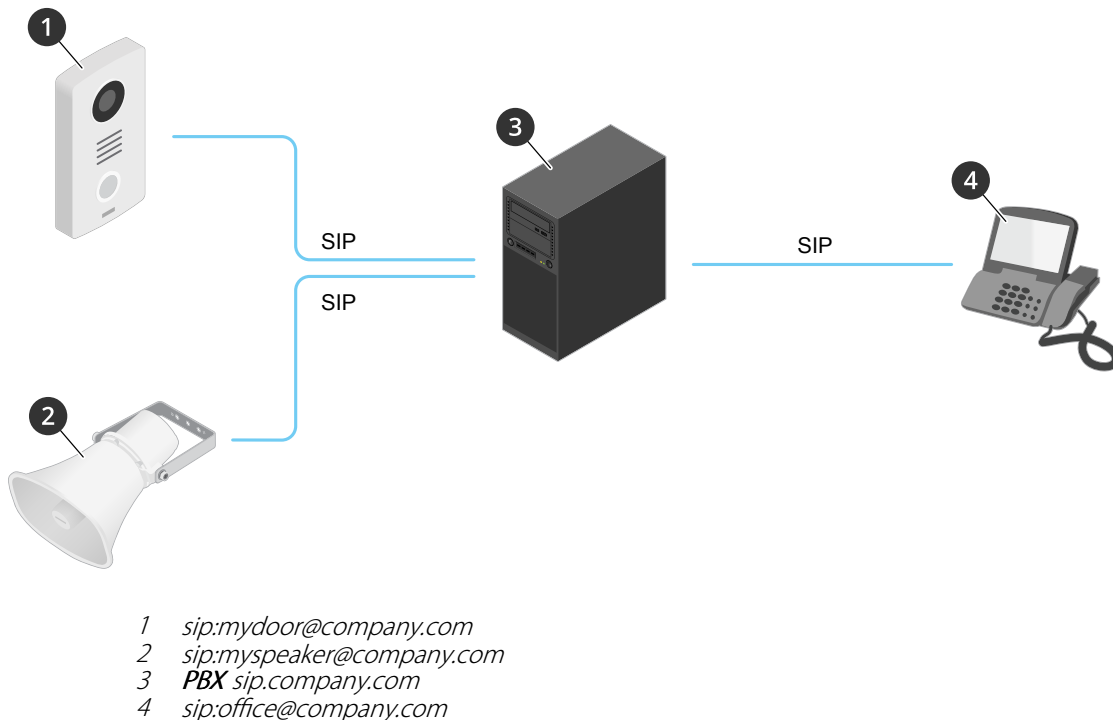 1
3
4
SIP
SIP
SIP
2
1 sip:mydoor@company.com
2 sip:myspeaker@company.com
3 PBX sip.company.com
4 sip:office@company.com